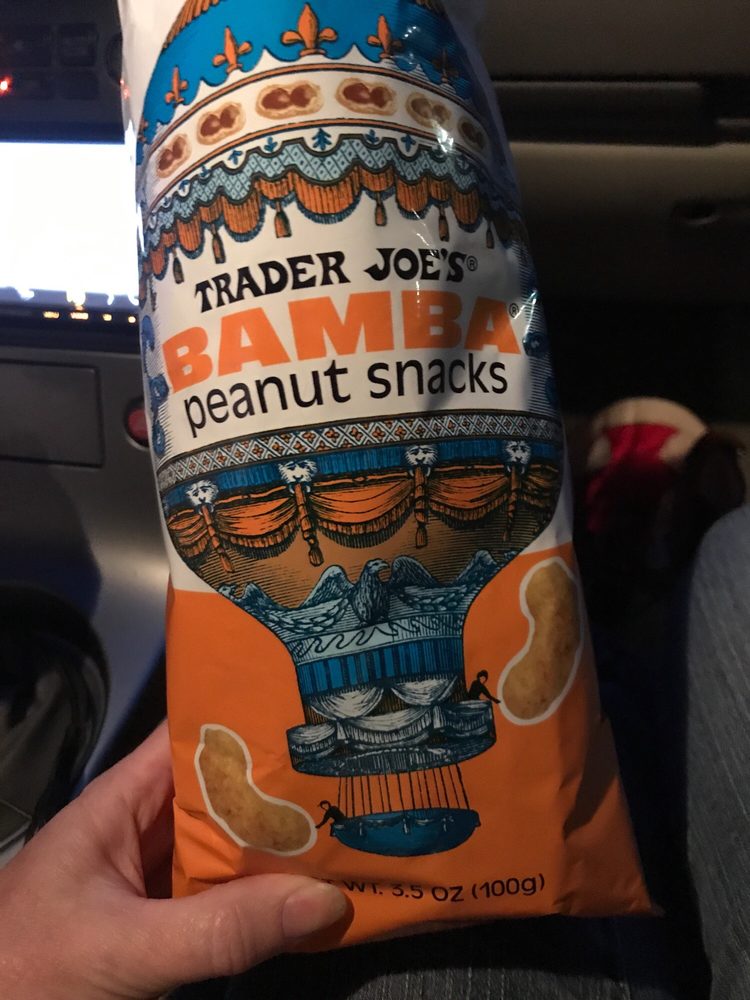 TRADER JOE'S®
BAMBA®
peanut snacks
WT. 3.5 OZ (100g)